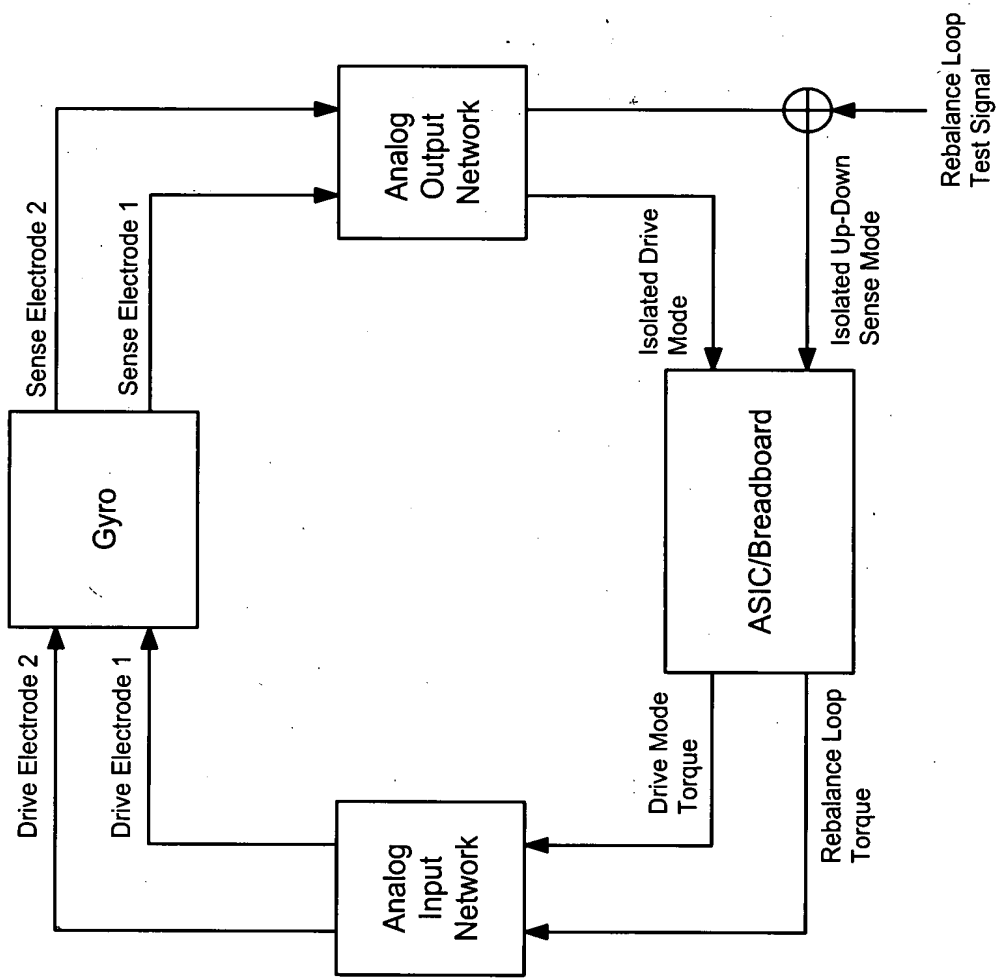 Drive Electrode 2
Drive Electrode 1
Gyro
Sense Electrode 2
Sense Electrode 1
Analog
Input
Network
Analog
Output
Network
Drive Mode
Torque
Rebalance Loop
Torque
ASIC/Breadboard
Isolated Drive
Mode
Isolated Up-Down
Sense Mode
Rebalance Loop
Test Signal